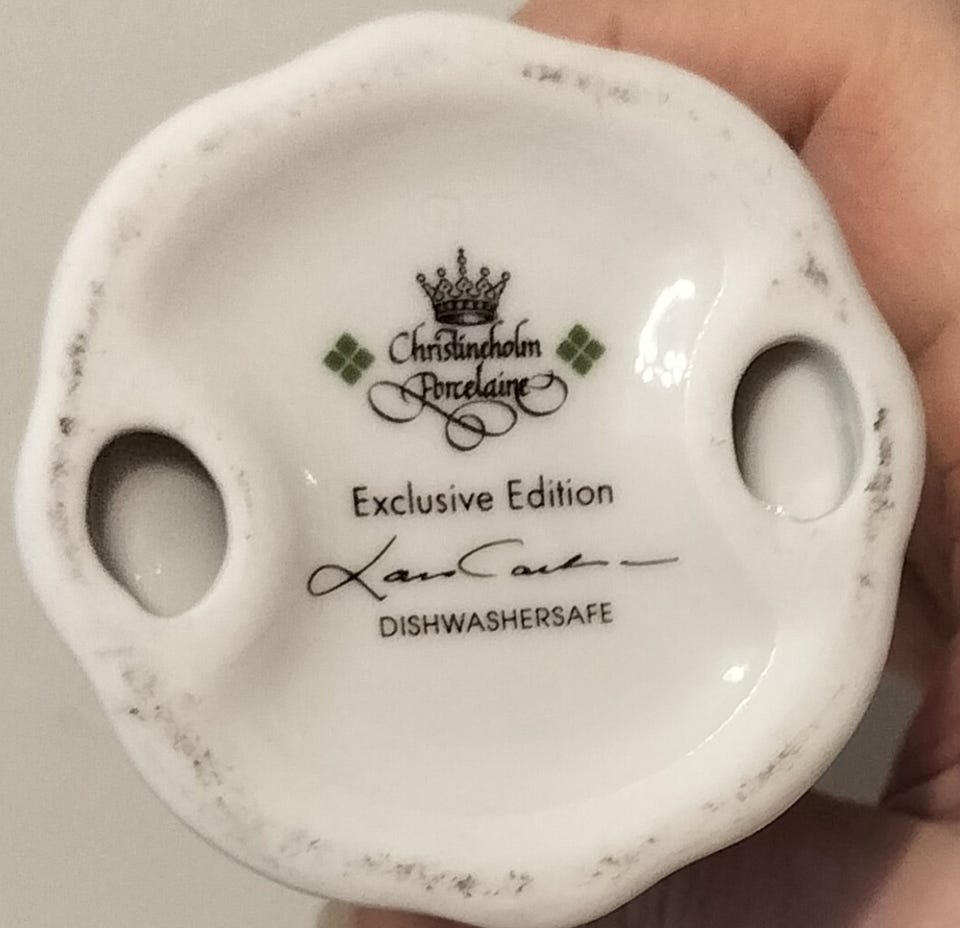 Christineholm
Porcelaine
Exclusive Edition
DISHWASHERSAFE